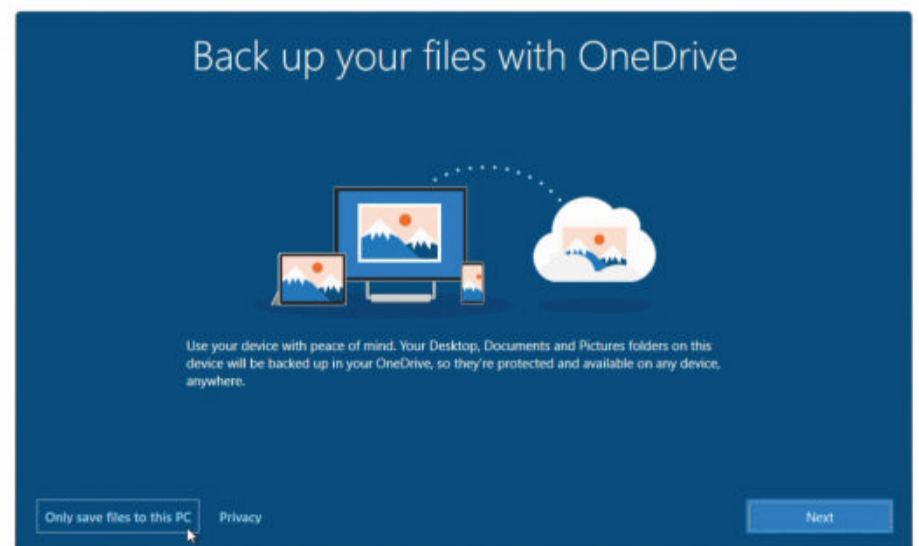 Back up your files with OneDrive
Use your device with peace of mind. Your Desktop, Documents and Pictures folders on this
device will be backed up in your OneDrive, so they're protected and available on any device,
anywhere.
Only save files to this PC
Privacy
Next